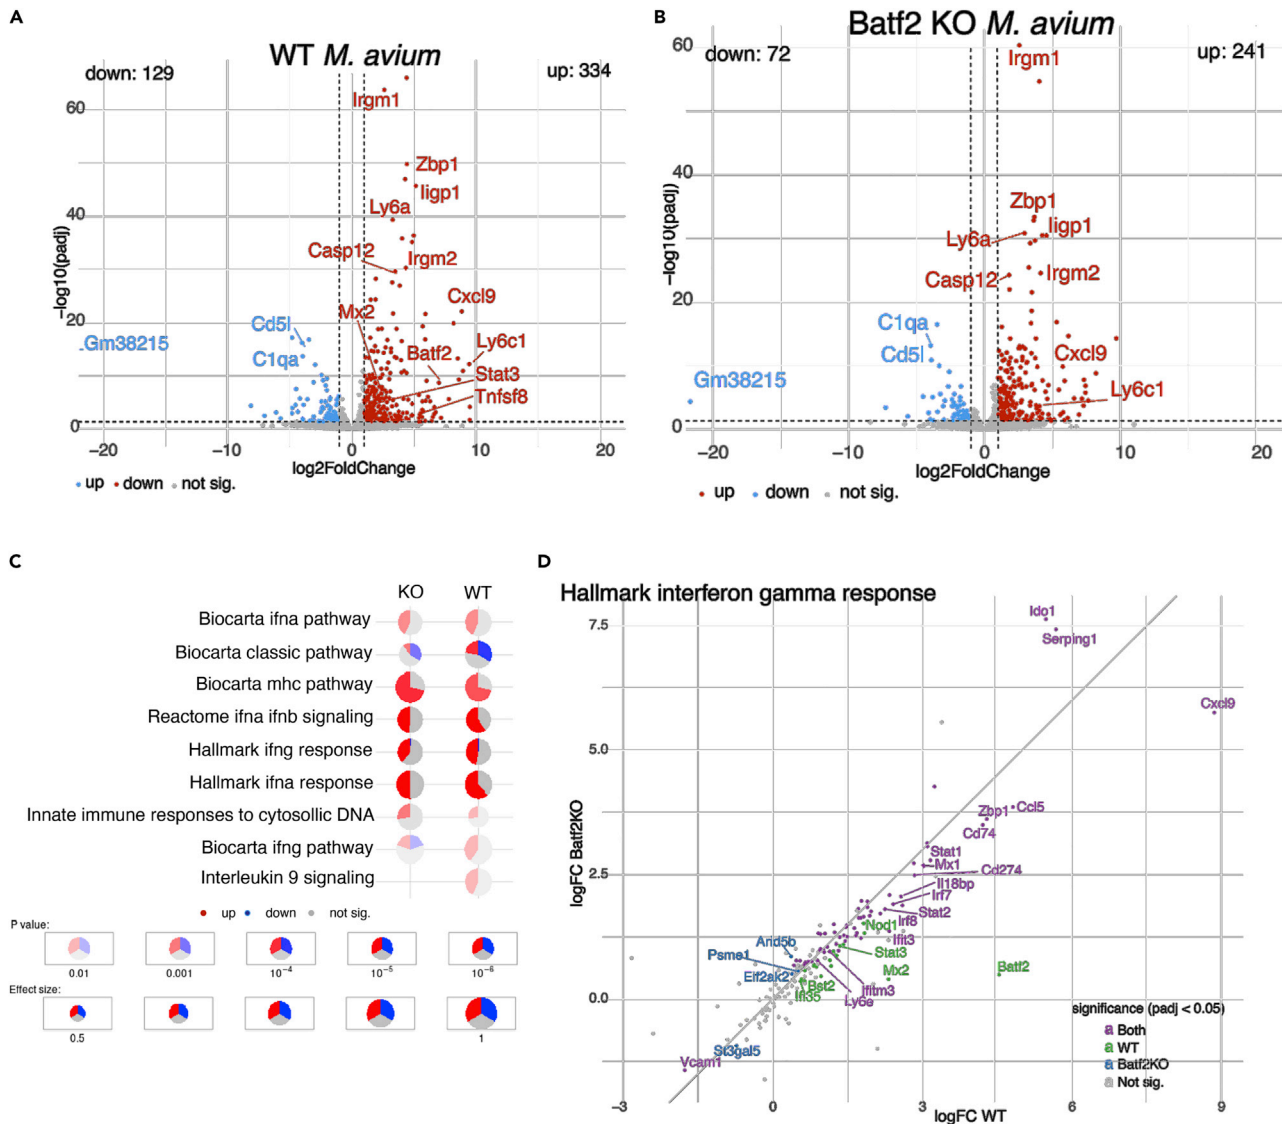 A
WT M. avium
down: 129
up: 334
Irgm1
Zbp1
Iigp1
Ly6a
Casp12
Irgm2
Cxcl9
Mx2
Cd5l
Gm38215
C1qa
Batf2
Ly6c1
Stat3
Tnfsf8
60
40
20
0
-log10(padj)
-20
-10
0
10
20
log2FoldChange
up
down
not sig.
B
Batf2 KO M. avium
down: 72
up: 241
Irgm1
Zbp1
Iigp1
Ly6a
Casp12
Irgm2
C1qa
Cd5l
Cxcl9
Gm38215
Ly6c1
60
40
20
0
-log10(padj)
-20
-10
0
10
20
log2FoldChange
up
down
not sig.
C
KO
WT
Biocarta ifna pathway
Biocarta classic pathway
Biocarta mhc pathway
Reactome ifna ifnb signaling
Hallmark ifng response
Hallmark ifna response
Innate immune responses to cytosollic DNA
Biocarta ifng pathway
Interleukin 9 signaling
up
down
not sig.
P value:
0.01
0.001
10⁻⁴
10⁻⁵
10⁻⁶
Effect size:
0.5
1
D
Hallmark interferon gamma response
7.5
5.0
2.5
0.0
logFC Batf2KO
Ido1
Serping1
Cxcl9
Zbp1
Ccl5
Cd74
Stat1
Mx1
Cd274
Il18bp
Irf7
Stat2
Nod1
Irf8
Ifit3
Arid5b
Psme1
Stat3
Eif2ak2
Mx2
Batf2
Bst2
Ifi35
Ifitm3
Ly6e
St3gal5
Vcam1
significance (padj < 0.05)
a Both
a WT
a Batf2KO
a Not sig.
-3
0
3
6
9
logFC WT